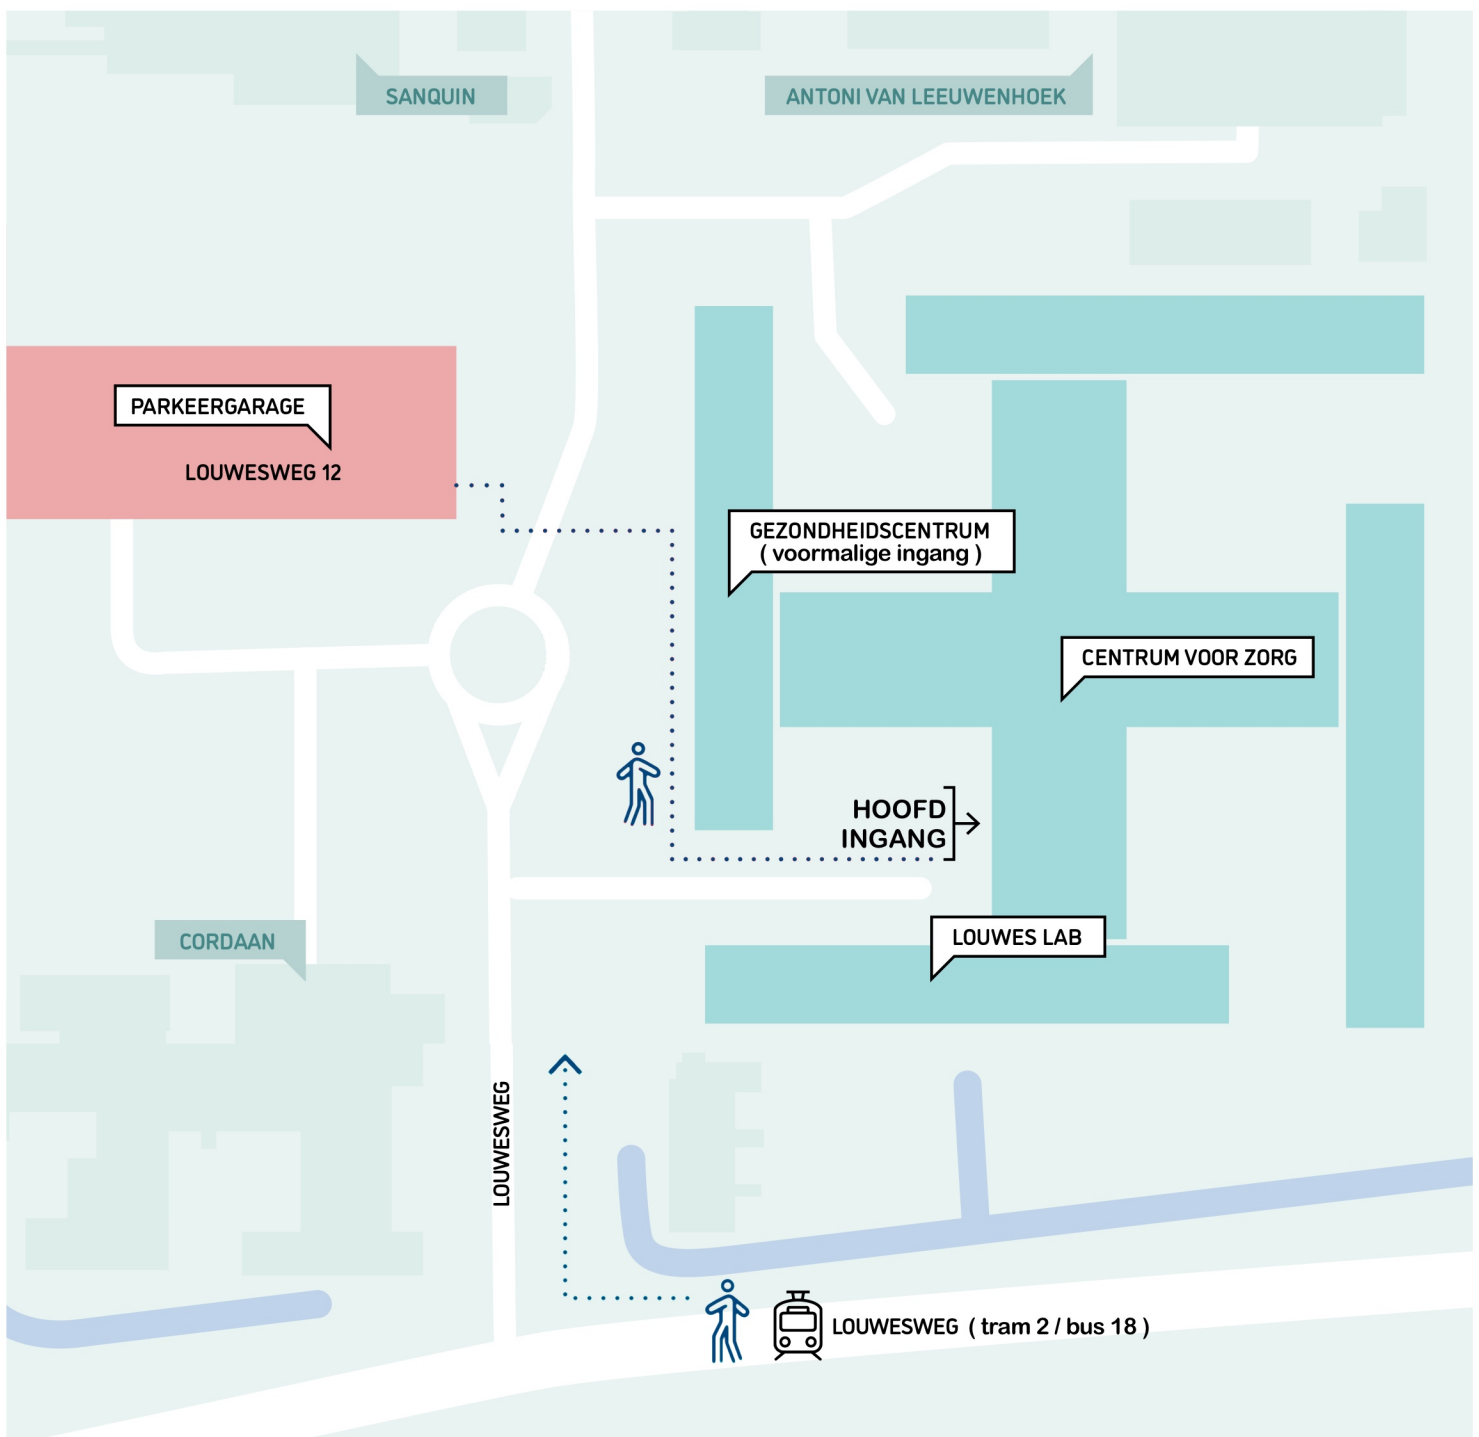 SANQUIN
ANTONI VAN LEEUWENHOEK
PARKEERGARAGE
LOUWESWEG 12
GEZONDHEIDSCENTRUM
( voormalige ingang )
CENTRUM VOOR ZORG
HOOFD
INGANG
CORDAAN
LOUWES LAB
LOUWESWEG
LOUWESWEG ( tram 2 / bus 18 )